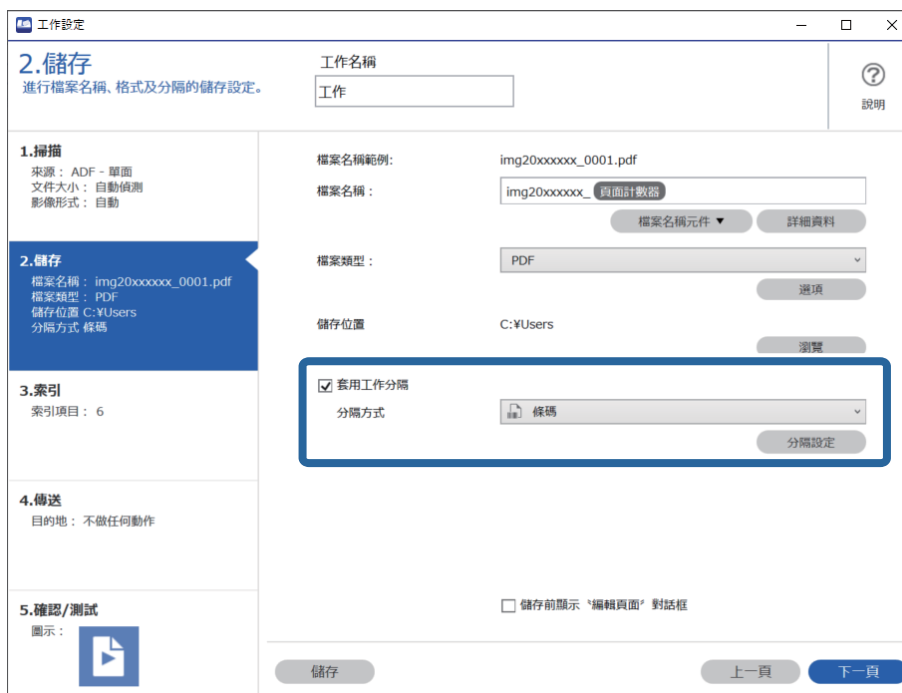 工作設定
2.儲存
進行檔案名稱、格式及分隔的儲存設定。
工作名稱
工作
說明
1.掃描
來源： ADF - 單面
文件大小： 自動偵測
影像形式： 自動
2.儲存
檔案名稱： img20xxxxxx_0001.pdf
檔案類型： PDF
儲存位置 C:¥Users
分隔方式 條碼
3.索引
索引項目： 6
4.傳送
目的地： 不做任何動作
5.確認/測試
圖示：
檔案名稱範例: img20xxxxxx_0001.pdf
檔案名稱： img20xxxxxx_ 頁面計數器
檔案名稱元件 ▼ 詳細資料
檔案類型： PDF
選項
儲存位置 C:¥Users
瀏覽
套用工作分隔
分隔方式 條碼
分隔設定
儲存前顯示〝編輯頁面〞對話框
儲存 上一頁 下一頁